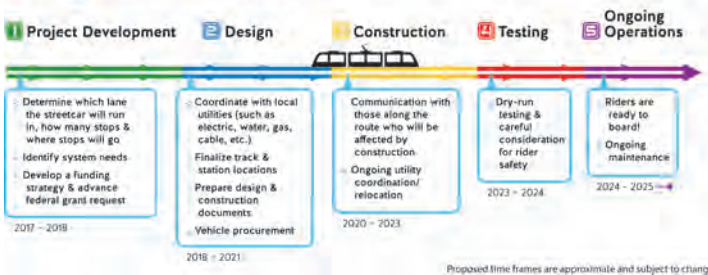 1 Project Development
2 Design
3 Construction
4 Testing
5 Ongoing
Operations
Determine which lane
the streetcar will run
in, how many stops &
where stops will go
Identify system needs
Develop a funding
strategy & advance
federal grant request
2017 - 2018
Coordinate with local
utilities (such as
electric, water, gas,
cable, etc.)
Finalize track &
station locations
Prepare design &
construction
documents
Vehicle procurement
2018 - 2021
Communication with
those along the
route who will be
affected by
construction
Ongoing utility
coordination/
relocation
2020 - 2023
Dry-run
testing &
careful
consideration
for rider
safety
2023 - 2024
Riders are
ready to
board!
Ongoing
maintenance
2024 - 2025
Proposed time frames are approximate and subject to chang